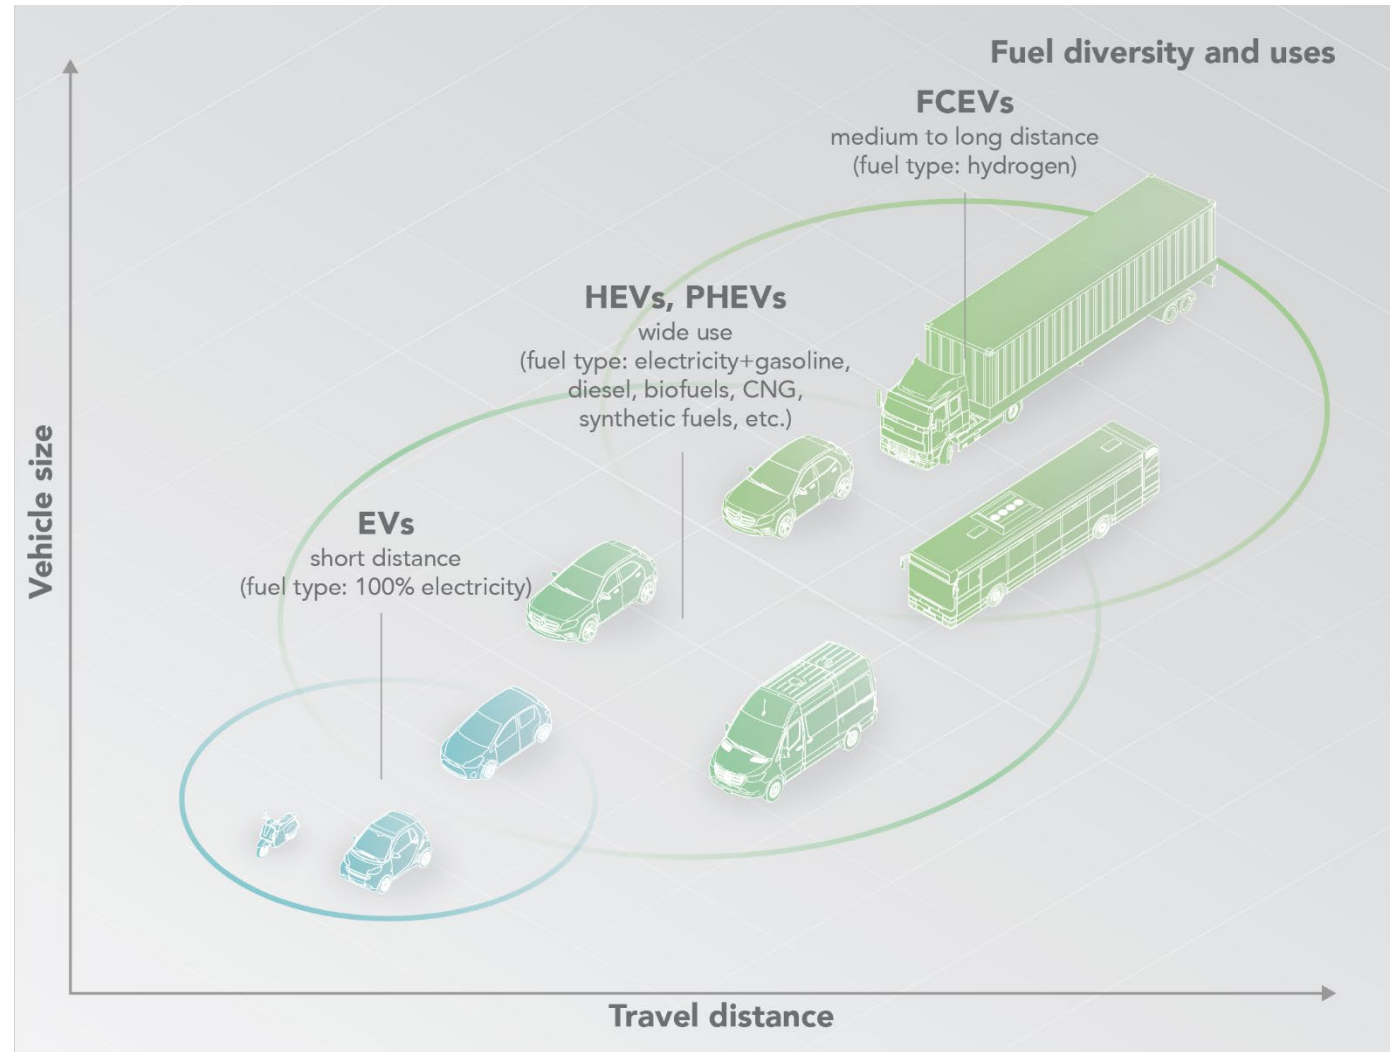 Fuel diversity and uses
FCEVs
medium to long distance
(fuel type: hydrogen)
HEVs, PHEVs
wide use
(fuel type: electricity+gasoline,
diesel, biofuels, CNG,
synthetic fuels, etc.)
EVs
short distance
(fuel type: 100% electricity)
Vehicle size
Travel distance